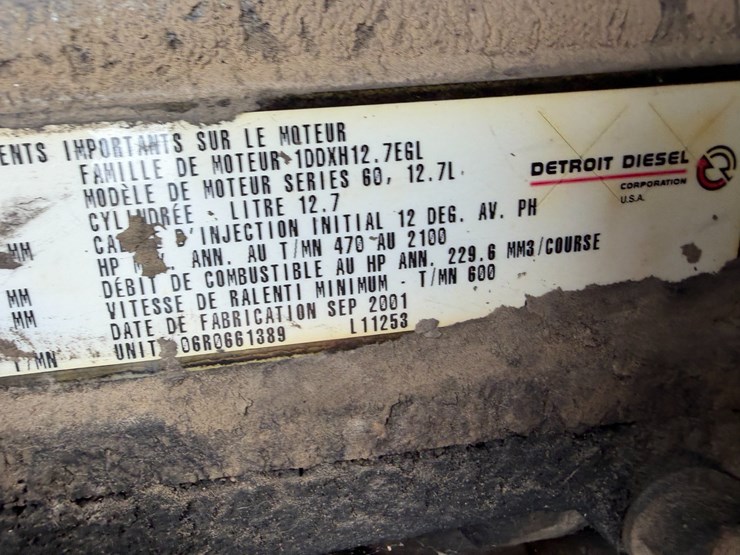 ENTS IMPORTANTS SUR LE MOTEUR
FAMILLE DE MOTEUR 1DDXH12.7EGL
MODÈLE DE MOTEUR SERIES 60, 12.7L
CYLINDRÉE - LITRE 12.7
D'INJECTION INITIAL 12 DEG. AV. PH
HP ANN. AU T/MN 470 AU 2100
DÉBIT DE COMBUSTIBLE AU HP ANN. 229.6 MM3/COURSE
VITESSE DE RALENTI MINIMUM - T/MN 600
DATE DE FABRICATION SEP 2001
UNIT 06R0661389 L11253
MM
MM
MM
T/MN
DETROIT DIESEL
CORPORATION
U.S.A.